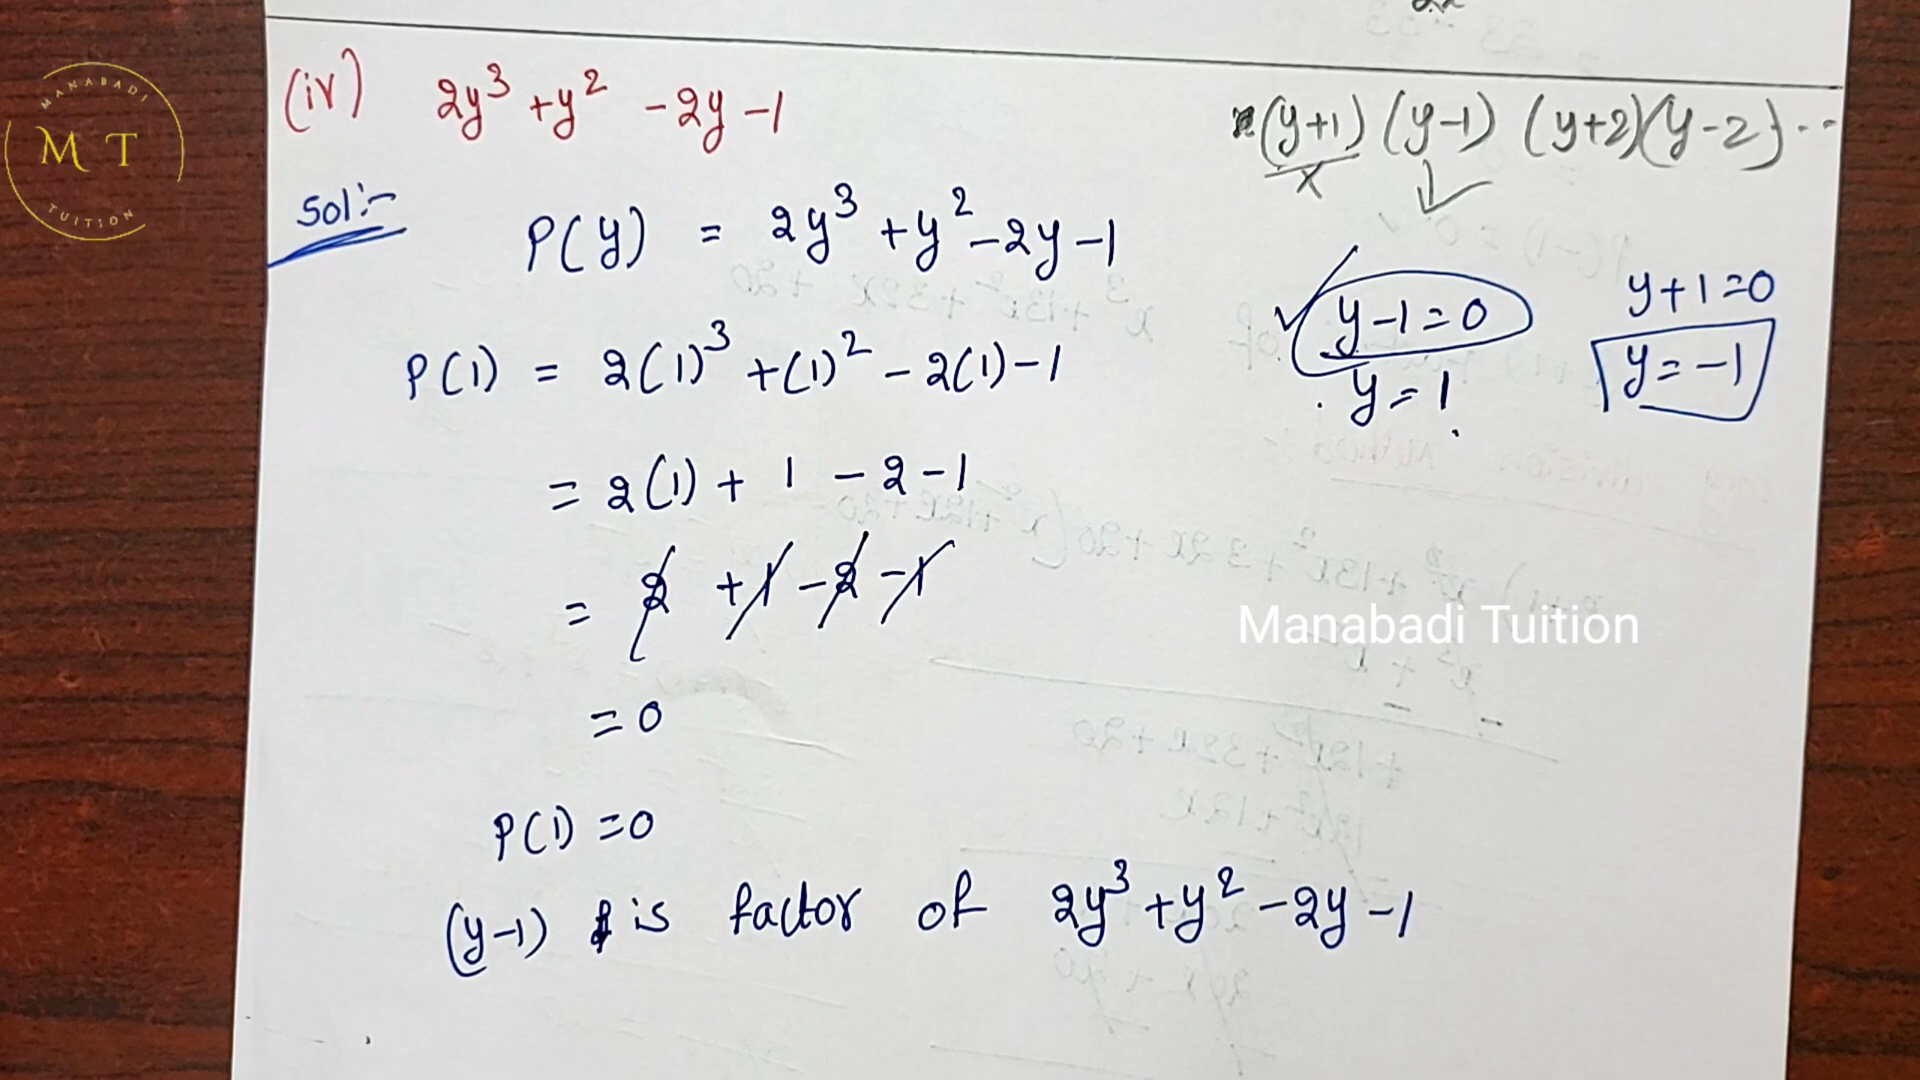 MANABADI
M T
TUITION
(iv) 2y³ + y² - 2y - 1
(y+1) (y-1) (y+2)(y-2)...
x
Sol:-
P(y) = 2y³ + y² - 2y - 1
y-1=0
y=1
y+1=0
y=-1
P(1) = 2(1)³ + (1)² - 2(1) - 1
= 2(1) + 1 - 2 - 1
= 2 + 1 - 2 - 1
= 0
Manabadi Tuition
P(1) = 0
(y-1) is factor of 2y³ + y² - 2y - 1